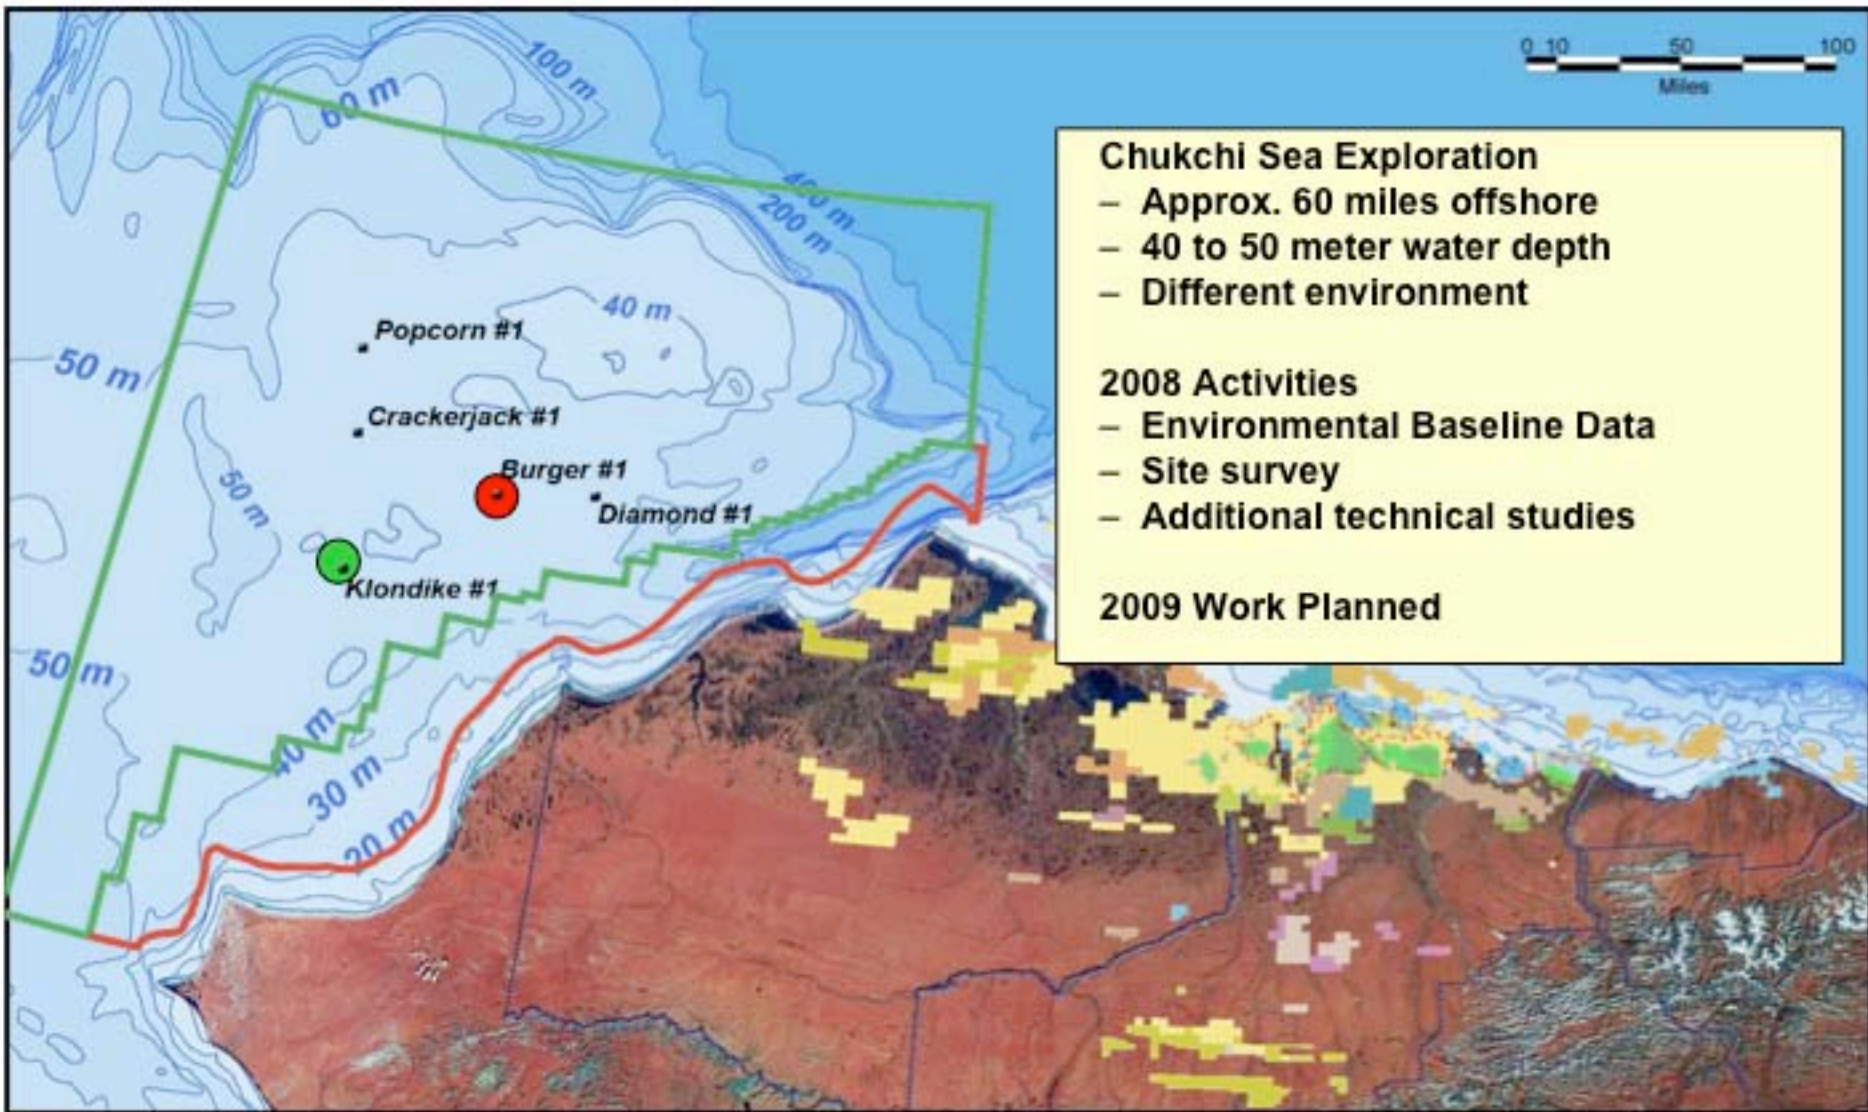 100 m
60 m
0 10 50 100
Miles
400 m
200 m
Chukchi Sea Exploration
– Approx. 60 miles offshore
– 40 to 50 meter water depth
– Different environment
2008 Activities
– Environmental Baseline Data
– Site survey
– Additional technical studies
2009 Work Planned
40 m
Popcorn #1
50 m
Crackerjack #1
Burger #1
50 m
Diamond #1
Klondike #1
50 m
40 m
30 m
20 m